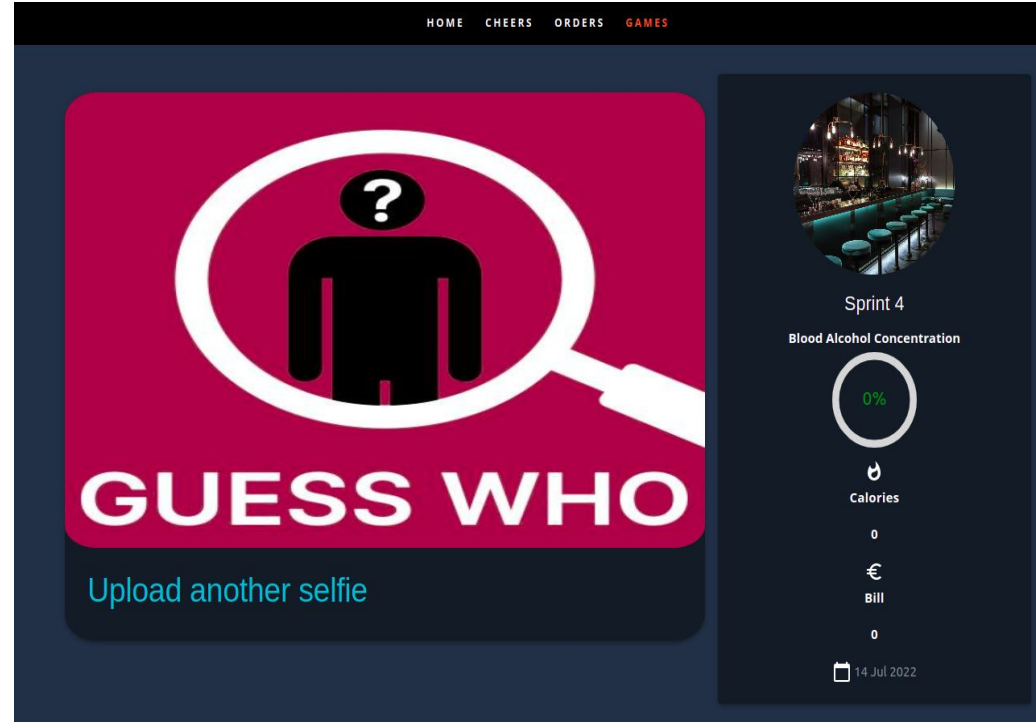 HOME CHEERS ORDERS GAMES
?
GUESS WHO
Upload another selfie
Sprint 4
Blood Alcohol Concentration
0%
Calories
0
€
Bill
0
14 Jul 2022